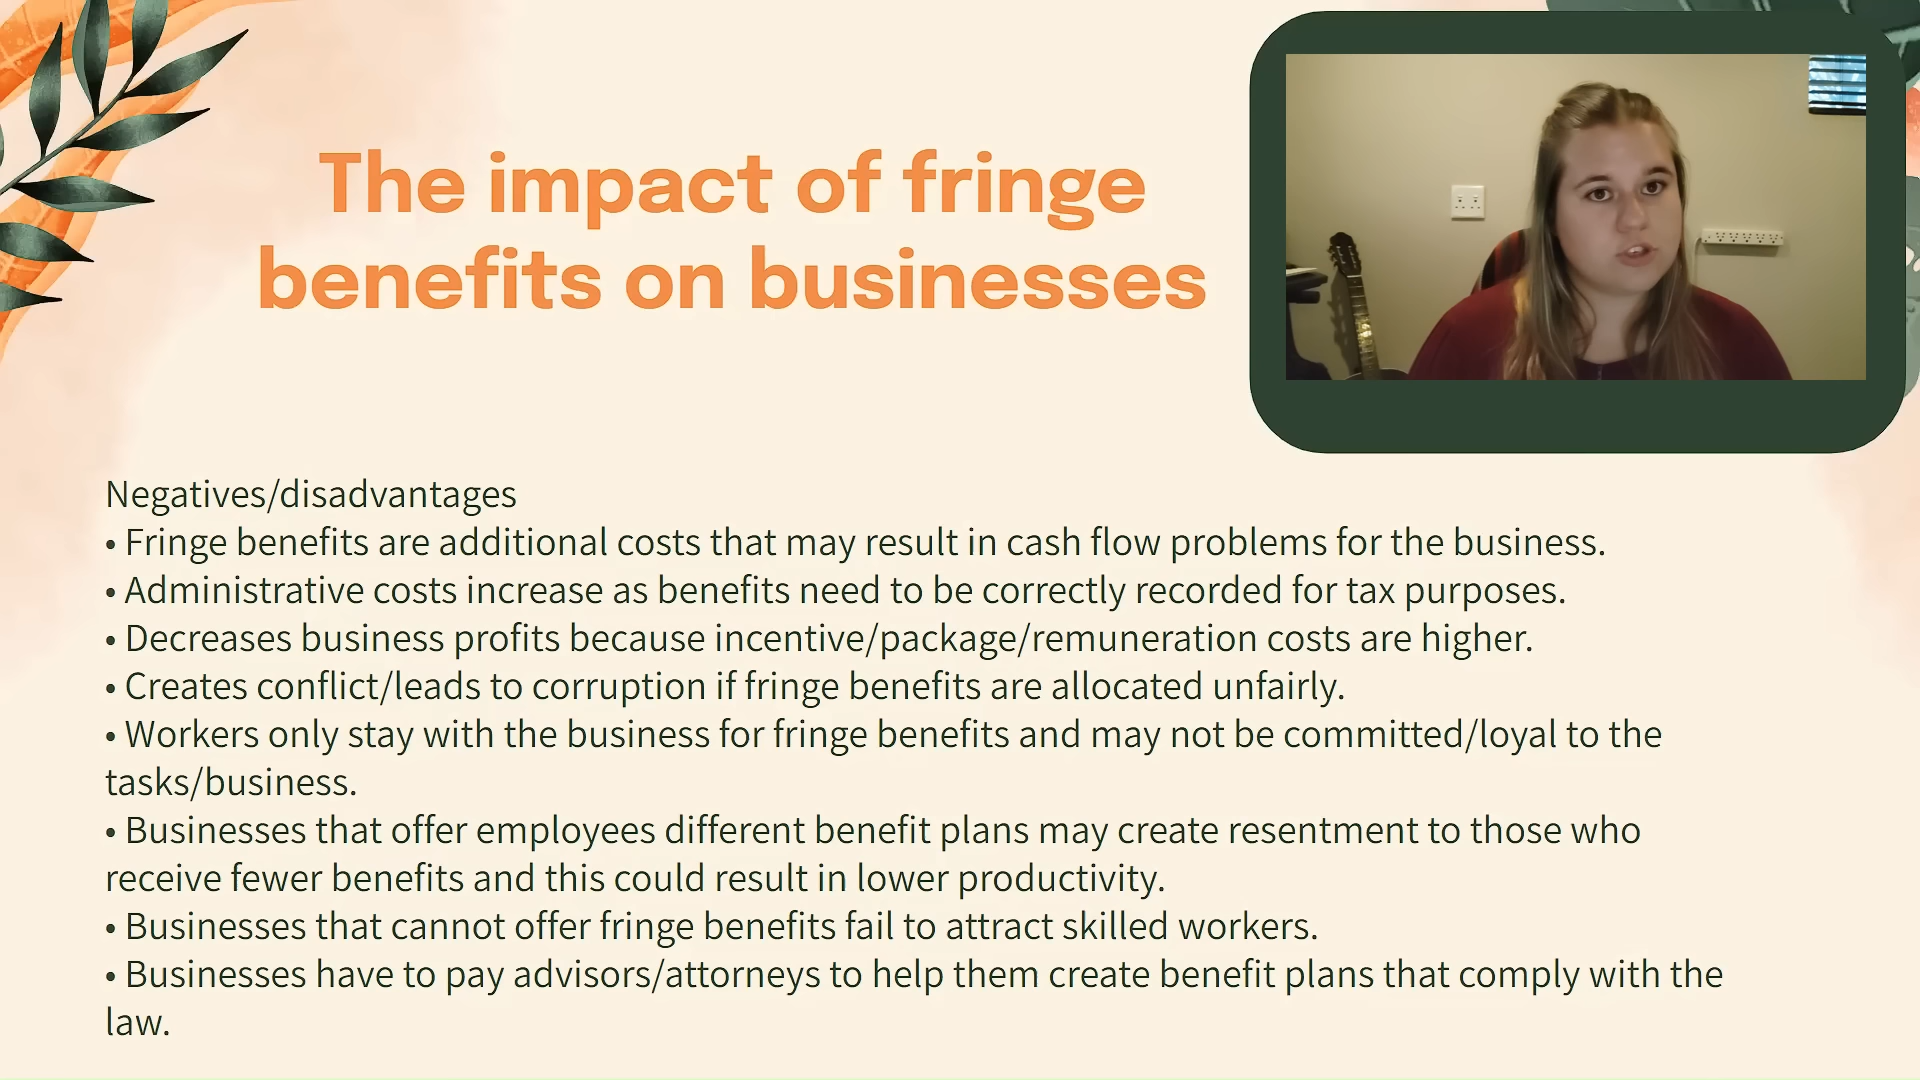 The impact of fringe
benefits on businesses
Negatives/disadvantages
• Fringe benefits are additional costs that may result in cash flow problems for the business.
• Administrative costs increase as benefits need to be correctly recorded for tax purposes.
• Decreases business profits because incentive/package/remuneration costs are higher.
• Creates conflict/leads to corruption if fringe benefits are allocated unfairly.
• Workers only stay with the business for fringe benefits and may not be committed/loyal to the
tasks/business.
• Businesses that offer employees different benefit plans may create resentment to those who
receive fewer benefits and this could result in lower productivity.
• Businesses that cannot offer fringe benefits fail to attract skilled workers.
• Businesses have to pay advisors/attorneys to help them create benefit plans that comply with the
law.